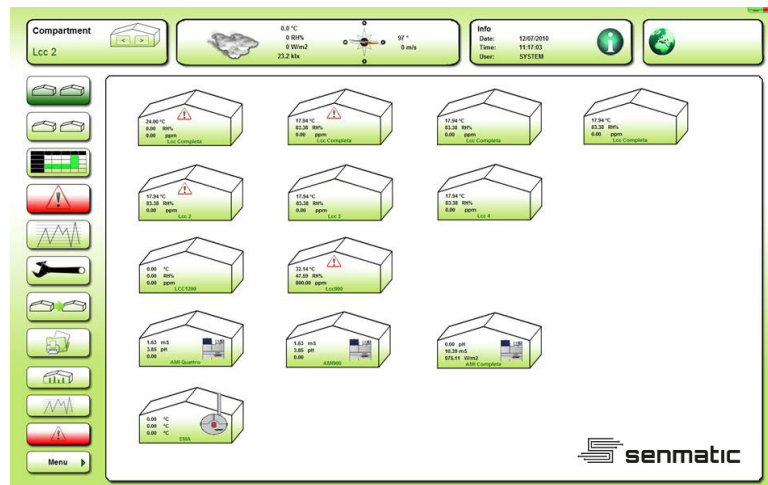 Compartment
Lcc 2
< >
0.0 °C
0 RH%
0 W/m2
23.2 klx
97 °
0 m/s
Info
Date: 12/07/2010
Time: 11:17:03
User: SYSTEM
24.00 °C
0.00 RH%
0.00 ppm
Lcc Completa
17.94 °C
83.38 RH%
0.00 ppm
Lcc Completa
17.94 °C
83.38 RH%
0.00 ppm
Lcc Completa
17.94 °C
83.38 RH%
0.00 ppm
Lcc Completa
17.94 °C
83.38 RH%
0.00 ppm
Lcc 2
17.94 °C
83.38 RH%
0.00 ppm
Lcc 3
17.94 °C
83.38 RH%
0.00 ppm
Lcc 4
0.00 °C
0.00 RH%
0.00 ppm
LCC1200
32.14 °C
47.89 RH%
800.00 ppm
Lcc900
1.63 mS
3.85 pH
0.00
AMI Quattro
1.63 mS
3.85 pH
0.00
AMI900
0.00 pH
10.39 mS
975.11 W/m2
AMI Completa
0.00 °C
0.00 °C
0.00 °C
EMA
Menu
senmatic